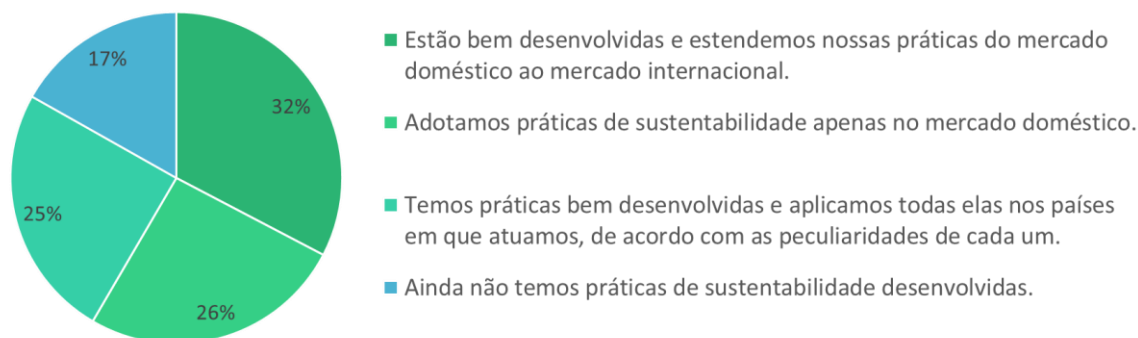 17%
32%
25%
26%
Estão bem desenvolvidas e estendemos nossas práticas do mercado
doméstico ao mercado internacional.
Adotamos práticas de sustentabilidade apenas no mercado doméstico.
Temos práticas bem desenvolvidas e aplicamos todas elas nos países
em que atuamos, de acordo com as peculiaridades de cada um.
Ainda não temos práticas de sustentabilidade desenvolvidas.